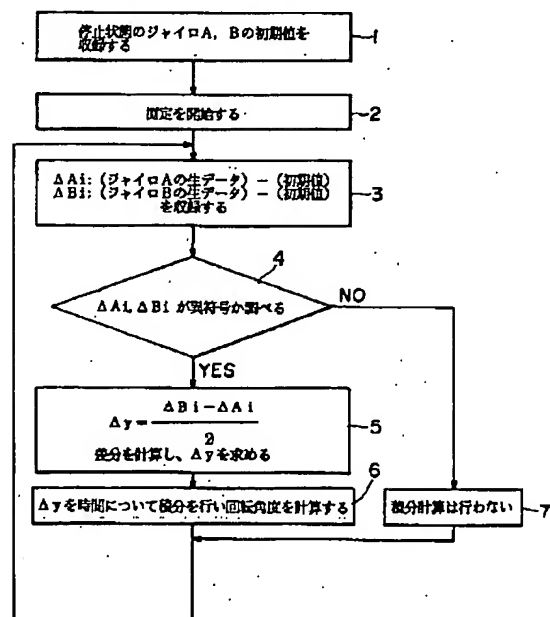 停止状態のジャイロA，Bの初期値を
収録する
1
測定を開始する
2
ΔAi：(ジャイロAの生データ)－(初期値)
ΔBi：(ジャイロBの生データ)－(初期値)
を収録する
3
4
ΔAi，ΔBiが異符号か調べる
NO
YES
Δy＝ΔBi－ΔAi
2
差分を計算し、Δyを求める
5
6
Δyを時間について積分を行い回転角度を計算する
積分計算は行わない
7